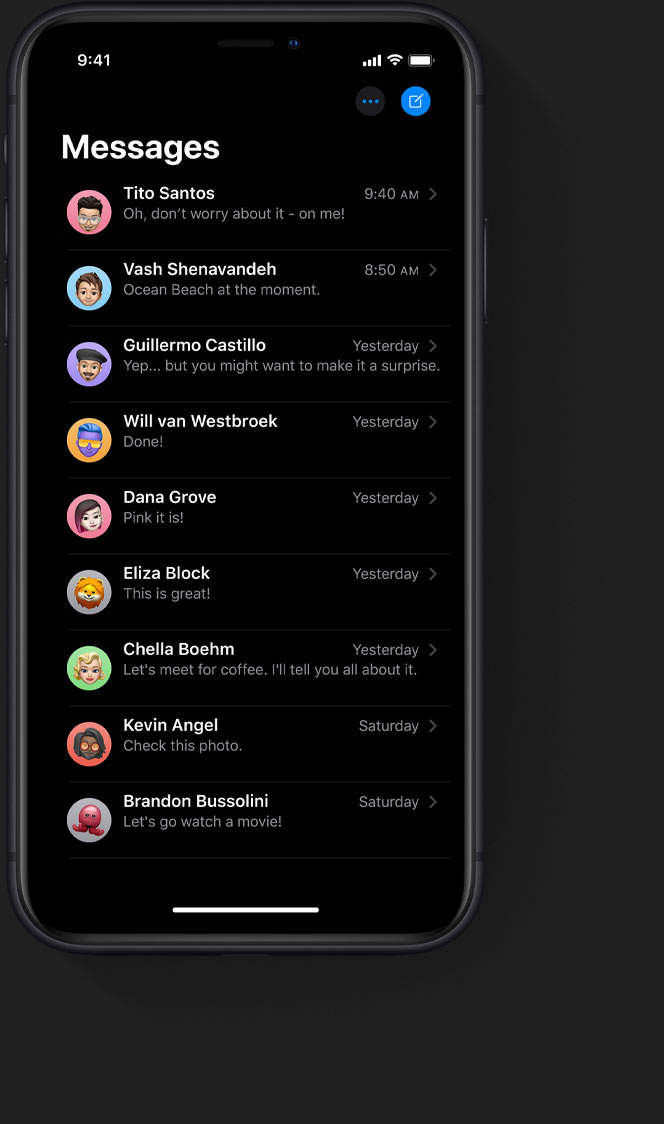 9:41
Messages
Tito Santos 9:40 AM
Oh, don’t worry about it - on me!
Vash Shenavandeh 8:50 AM
Ocean Beach at the moment.
Guillermo Castillo Yesterday
Yep... but you might want to make it a surprise.
Will van Westbroek Yesterday
Done!
Dana Grove Yesterday
Pink it is!
Eliza Block Yesterday
This is great!
Chella Boehm Yesterday
Let's meet for coffee. I'll tell you all about it.
Kevin Angel Saturday
Check this photo.
Brandon Bussolini Saturday
Let's go watch a movie!